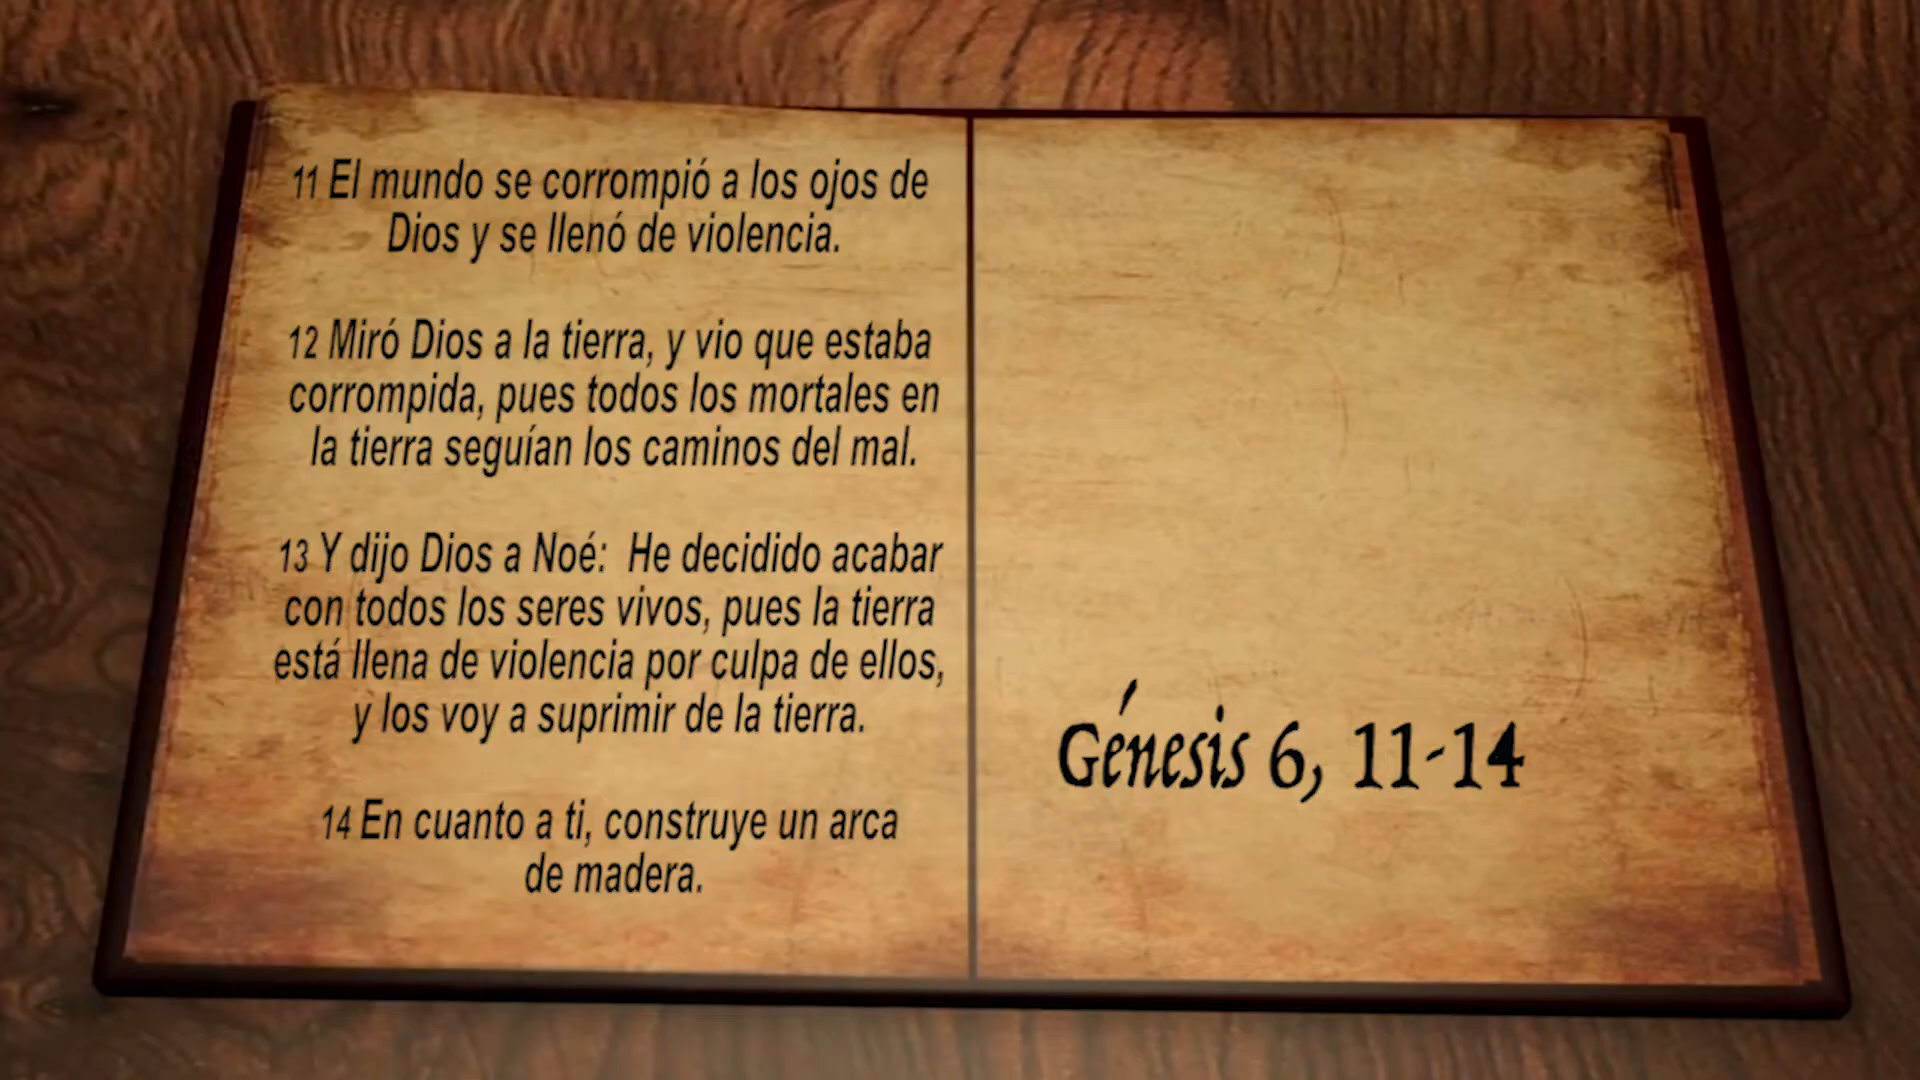 11 El mundo se corrompió a los ojos de
Dios y se llenó de violencia.
12 Miró Dios a la tierra, y vio que estaba
corrompida, pues todos los mortales en
la tierra seguían los caminos del mal.
13 Y dijo Dios a Noé: He decidido acabar
con todos los seres vivos, pues la tierra
está llena de violencia por culpa de ellos,
y los voy a suprimir de la tierra.
14 En cuanto a ti, construye un arca
de madera.
Génesis 6, 11-14